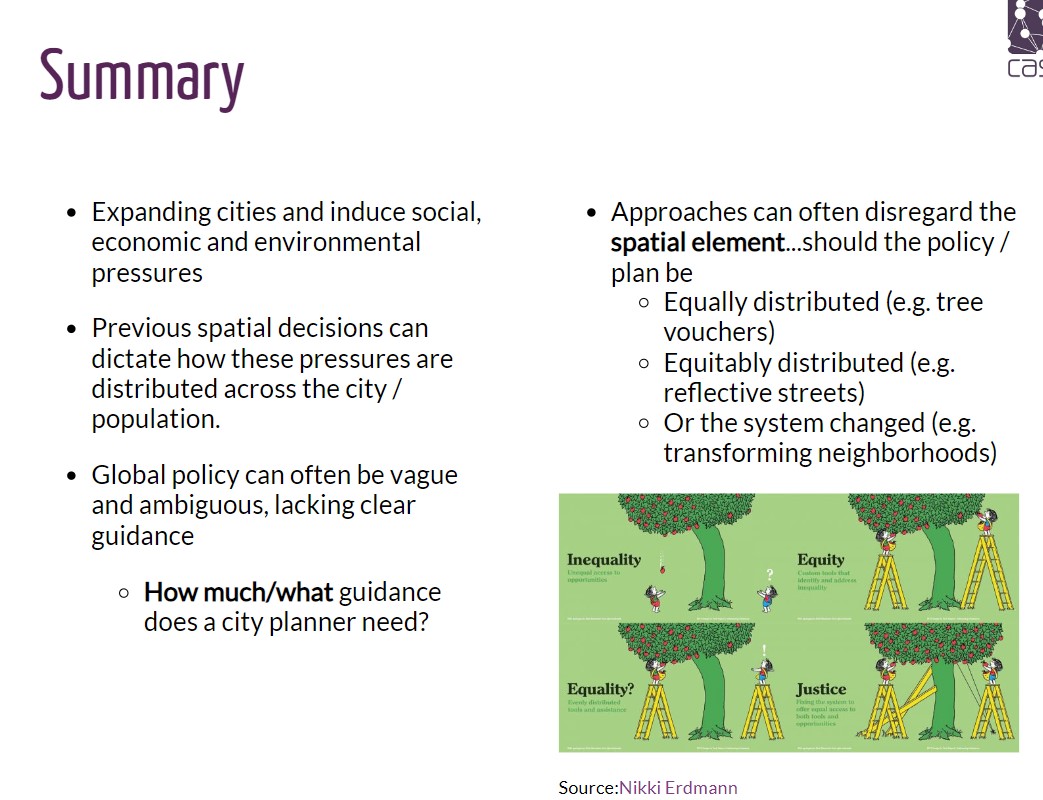 Summary
cas
• Expanding cities and induce social,
economic and environmental
pressures
• Previous spatial decisions can
dictate how these pressures are
distributed across the city /
population.
• Global policy can often be vague
and ambiguous, lacking clear
guidance
○ How much/what guidance
does a city planner need?
• Approaches can often disregard the
spatial element...should the policy /
plan be
○ Equally distributed (e.g. tree
vouchers)
○ Equitably distributed (e.g.
reflective streets)
○ Or the system changed (e.g.
transforming neighborhoods)
Inequality
Unequal access to
opportunities
?
Equity
Custom tools that
identify and address
inequality
Equality?
Evenly distributed
tools and assistance
!
Justice
Fixing the system to
offer equal access to
both tools and
opportunities
Source:Nikki Erdmann